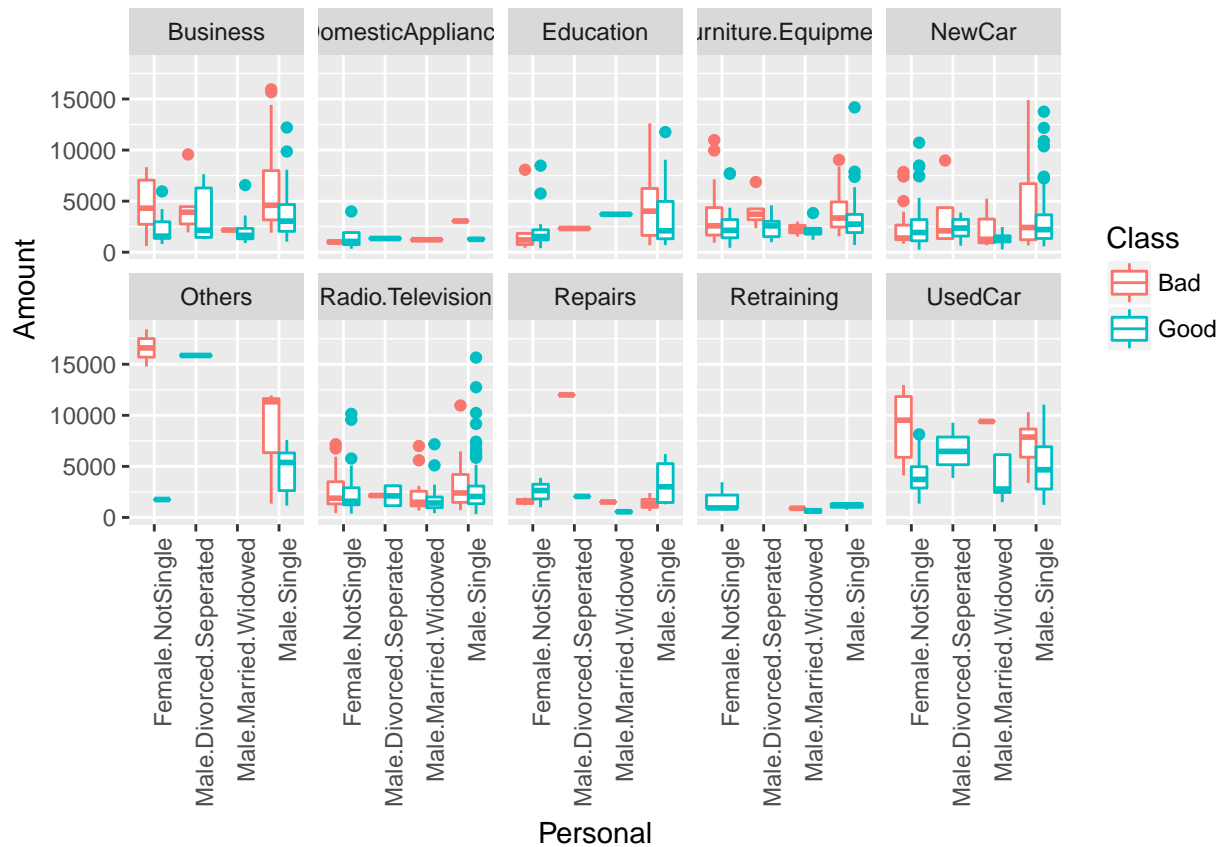 Business DomesticAppliance Education urniture.Equipme NewCar
15000
10000
5000
0
Amount
Others Radio.Television Repairs Retraining UsedCar
15000
10000
5000
0
Female.NotSingle
Male.Divorced.Seperated
Male.Married.Widowed
Male.Single
Female.NotSingle
Male.Divorced.Seperated
Male.Married.Widowed
Male.Single
Female.NotSingle
Male.Divorced.Seperated
Male.Married.Widowed
Male.Single
Female.NotSingle
Male.Divorced.Seperated
Male.Married.Widowed
Male.Single
Female.NotSingle
Male.Divorced.Seperated
Male.Married.Widowed
Male.Single
Personal
Class
Bad
Good